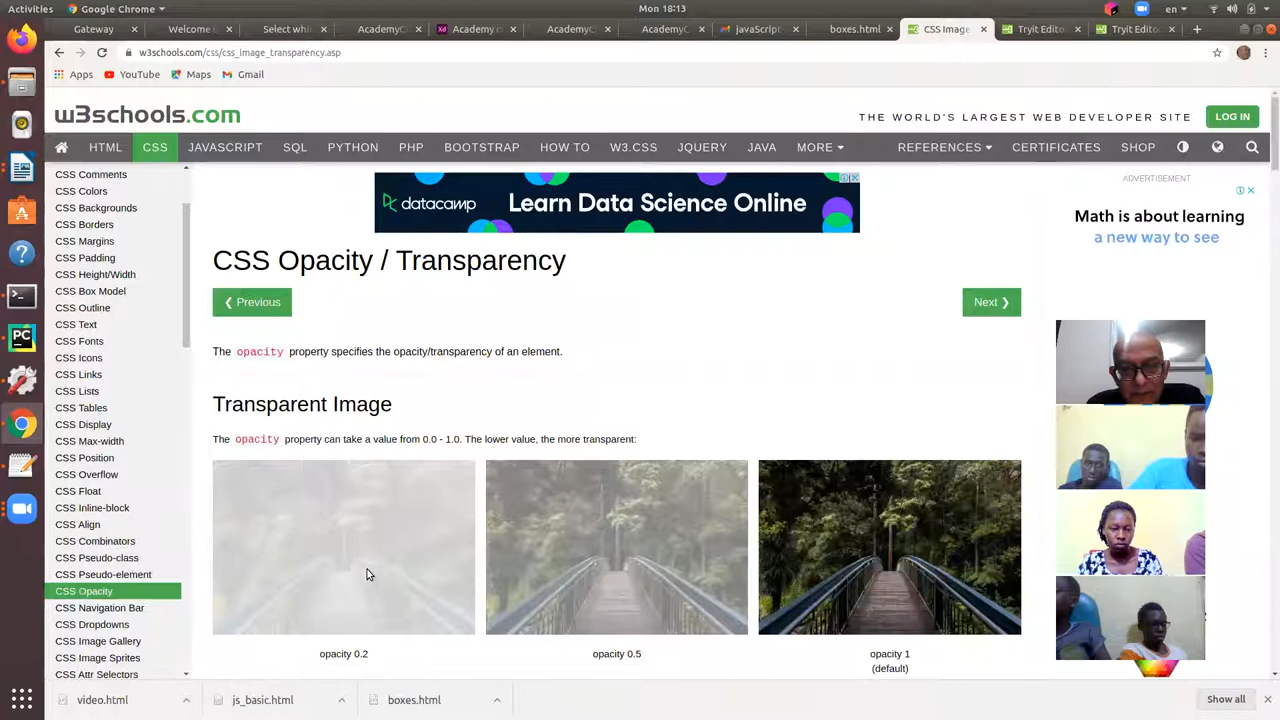 Activities
Google Chrome
Mon 18:13
en
Gateway
Welcome
Select whi
AcademyC
Academy c
AcademyC
AcademyC
javaScript
boxes.html
CSS Image
Tryit Edito
Tryit Edito
w3schools.com/css/css_image_transparency.asp
Apps
YouTube
Maps
Gmail
w3schools.com
THE WORLD'S LARGEST WEB DEVELOPER SITE
LOG IN
HTML
CSS
JAVASCRIPT
SQL
PYTHON
PHP
BOOTSTRAP
HOW TO
W3.CSS
JQUERY
JAVA
MORE
REFERENCES
CERTIFICATES
SHOP
CSS Comments
CSS Colors
CSS Backgrounds
CSS Borders
CSS Margins
CSS Padding
CSS Height/Width
CSS Box Model
CSS Outline
CSS Text
CSS Fonts
CSS Icons
CSS Links
CSS Lists
CSS Tables
CSS Display
CSS Max-width
CSS Position
CSS Overflow
CSS Float
CSS Inline-block
CSS Align
CSS Combinators
CSS Pseudo-class
CSS Pseudo-element
CSS Opacity
CSS Navigation Bar
CSS Dropdowns
CSS Image Gallery
CSS Image Sprites
CSS Attr Selectors
datacamp
Learn Data Science Online
CSS Opacity / Transparency
❮ Previous
Next ❯
The opacity property specifies the opacity/transparency of an element.
Transparent Image
The opacity property can take a value from 0.0 - 1.0. The lower value, the more transparent:
opacity 0.2
opacity 0.5
opacity 1
(default)
ADVERTISEMENT
Math is about learning
a new way to see
PC
video.html
js_basic.html
boxes.html
Show all